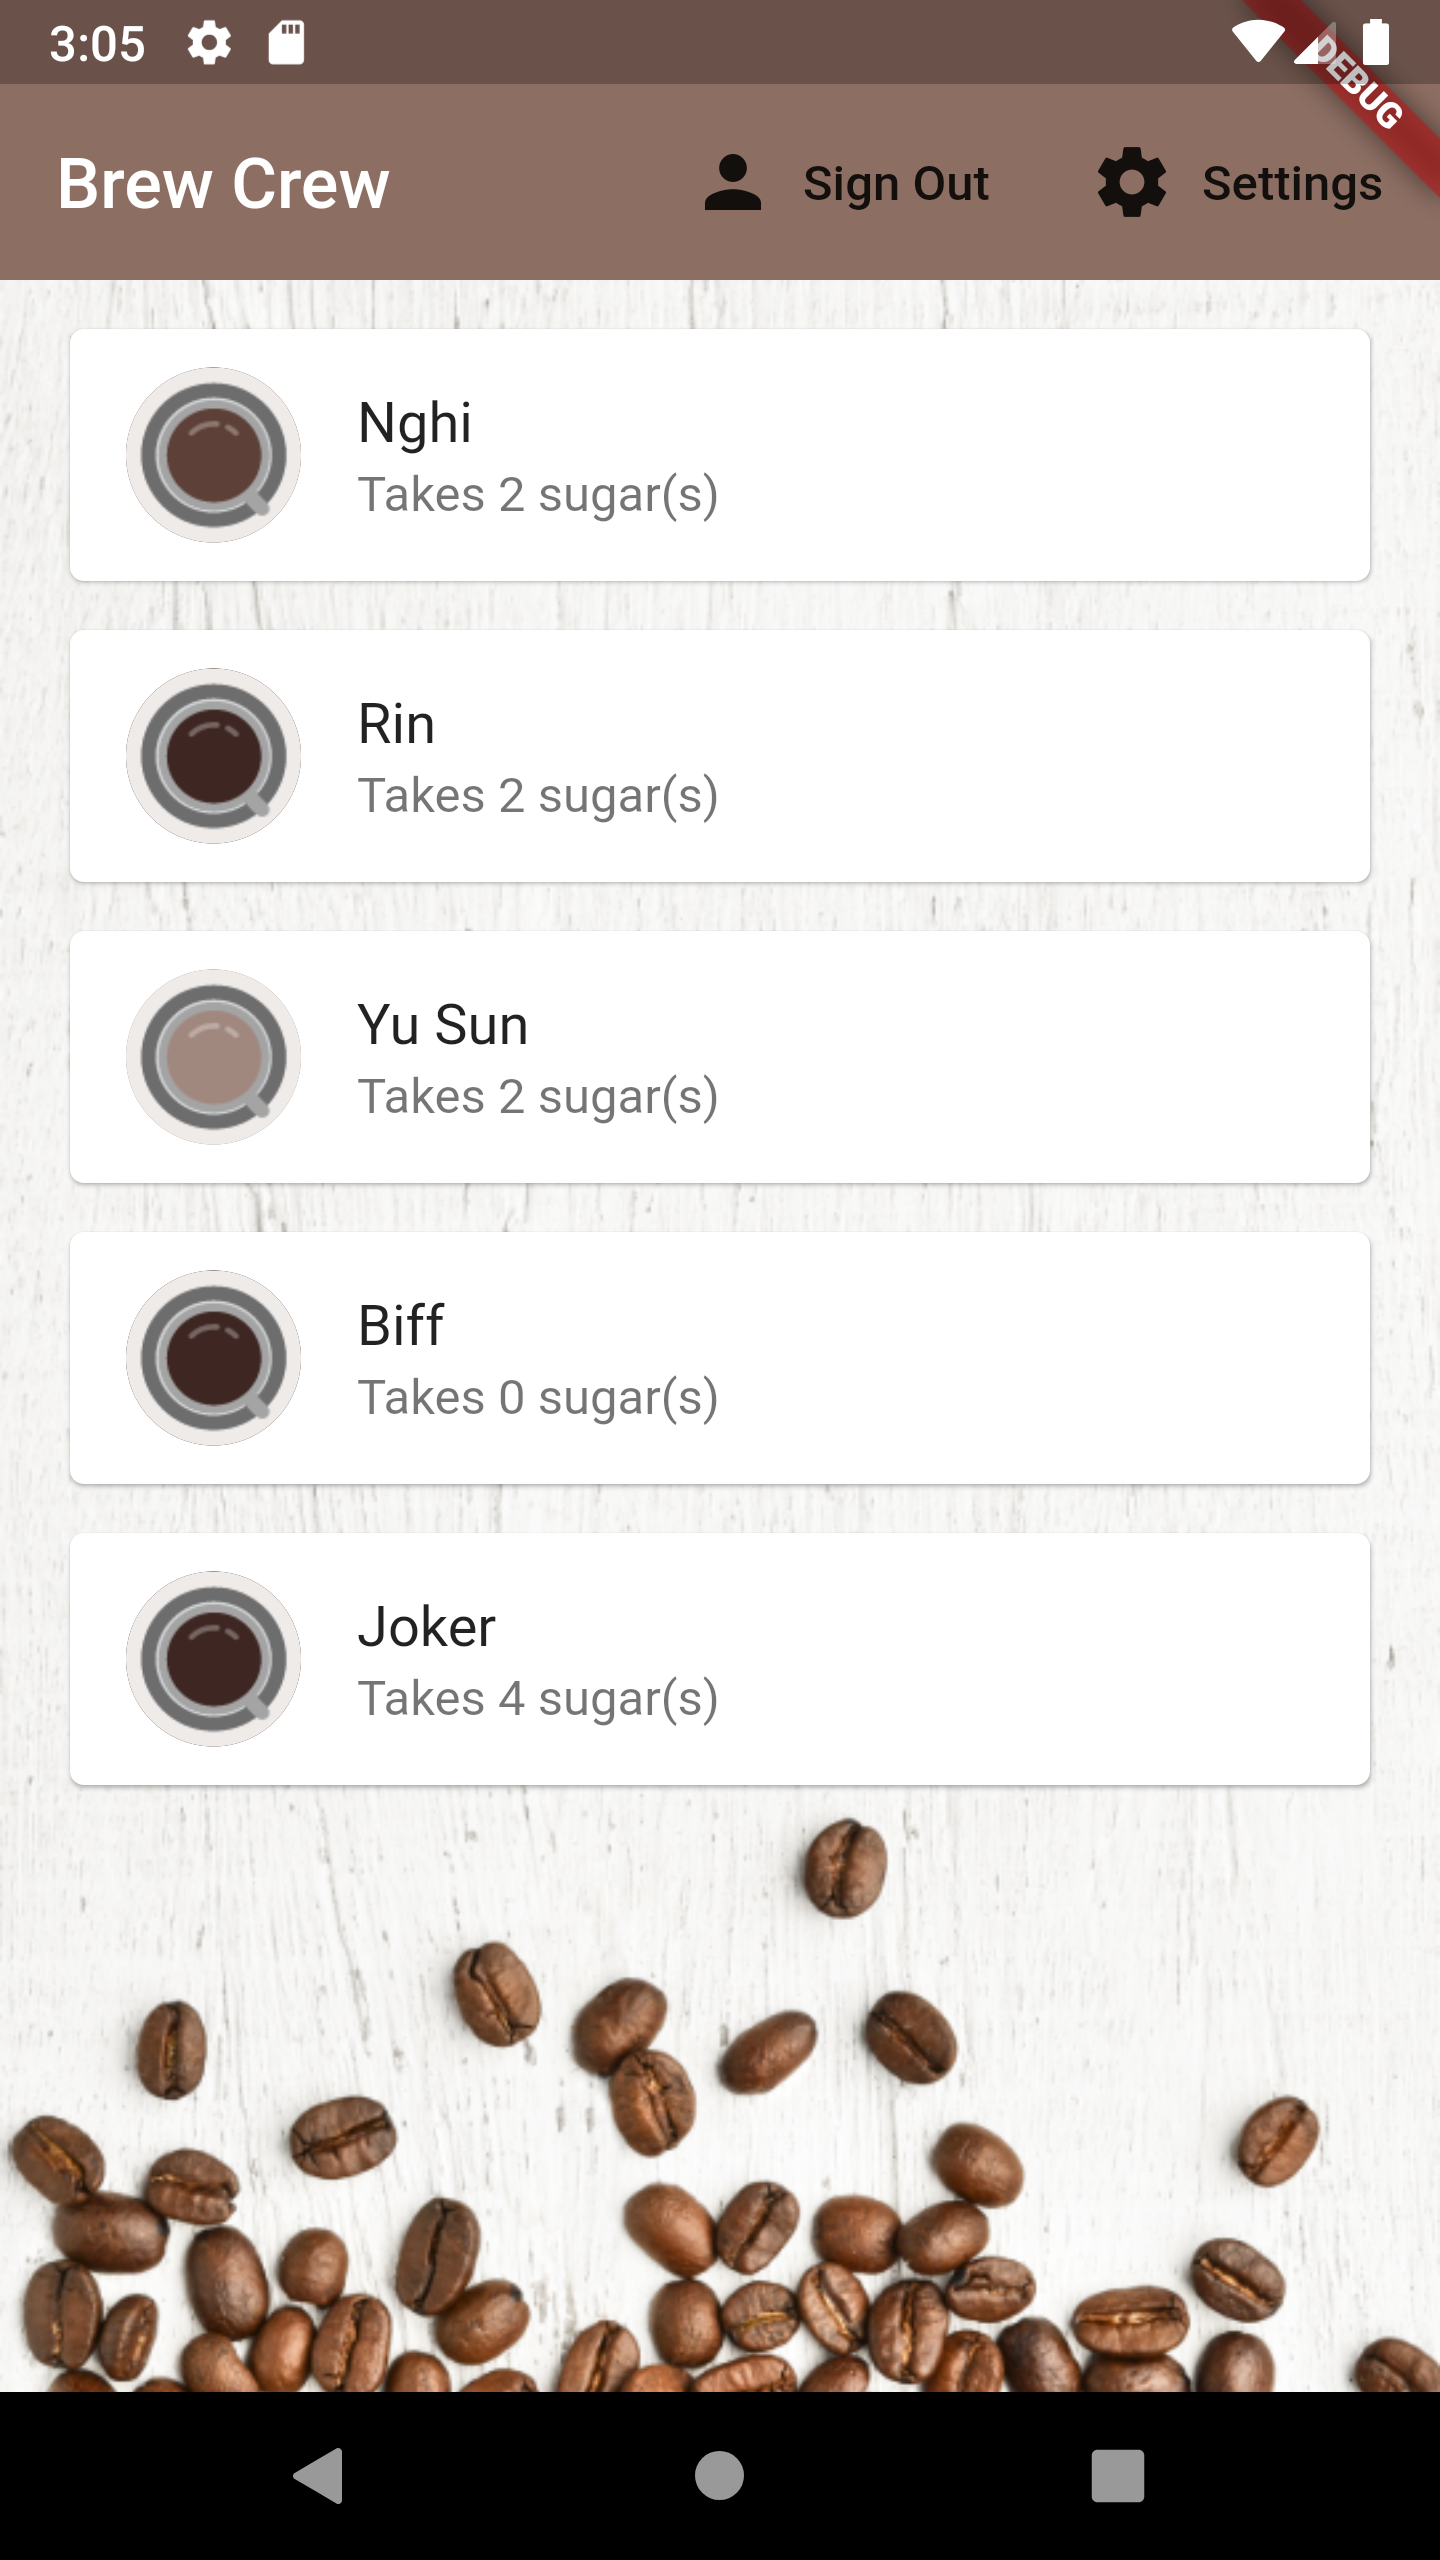 3:05
DEBUG
Brew Crew
Sign Out
Settings
Nghi
Takes 2 sugar(s)
Rin
Takes 2 sugar(s)
Yu Sun
Takes 2 sugar(s)
Biff
Takes 0 sugar(s)
Joker
Takes 4 sugar(s)